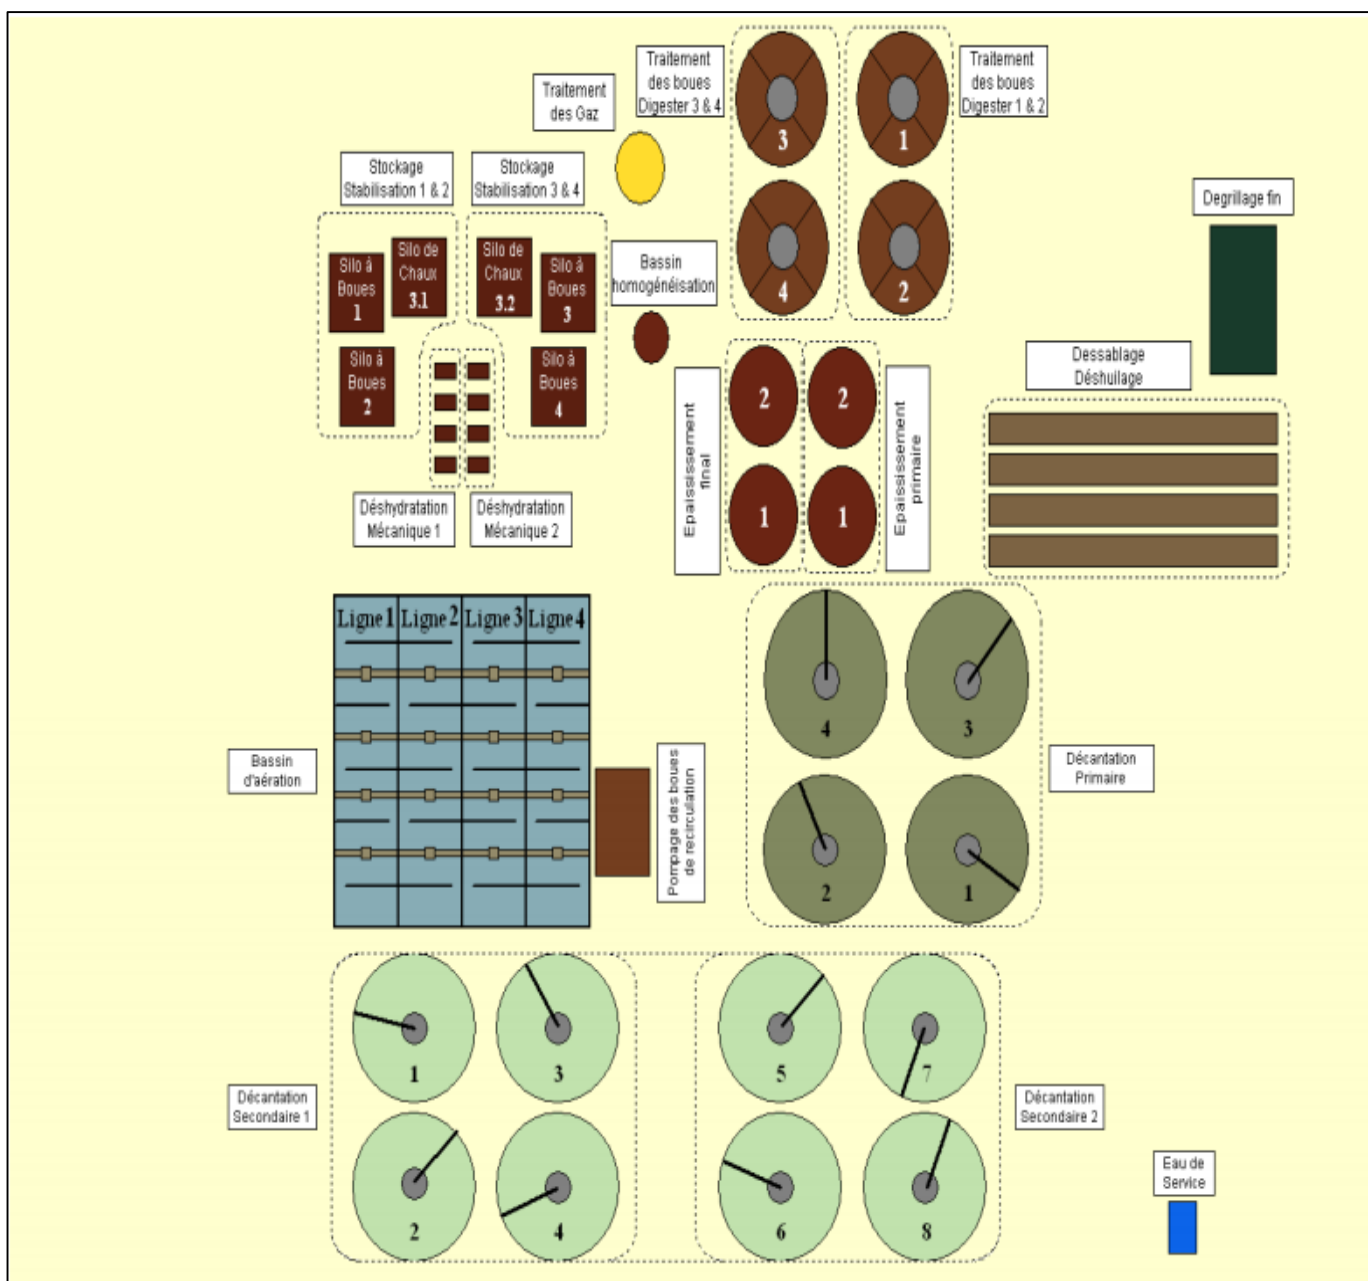 Traitement
des boues
Digester 3 & 4
3
1
Traitement
des boues
Digester 1 & 2
Traitement
des Gaz
4
2
Stockage
Stabilisation 1 & 2
Stockage
Stabilisation 3 & 4
Degrillage fin
Silo à
Boues
1
Silo de
Chaux
3.1
Silo de
Chaux
3.2
Silo à
Boues
3
Bassin
homogénéisation
Silo à
Boues
2
Silo à
Boues
4
Dessablage
Déshuilage
Epaississement
final
2
2
1
1
Epaississement
primaire
Déshydratation
Mécanique 1
Déshydratation
Mécanique 2
Ligne 1
Ligne 2
Ligne 3
Ligne 4
4
3
Bassin
d'aération
Pompage des boues
de recirculation
Décantation
Primaire
2
1
1
3
5
7
Décantation
Secondaire 1
Décantation
Secondaire 2
2
4
6
8
Eau de
Service